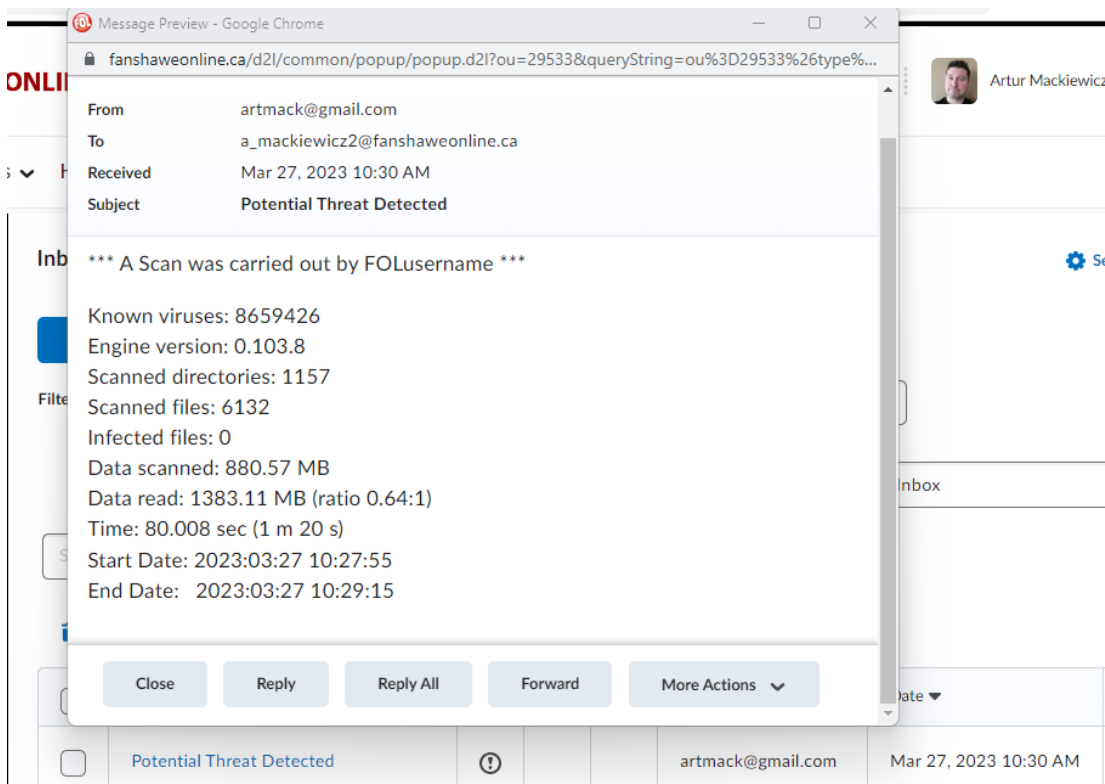 Message Preview - Google Chrome
fanshaweonline.ca/d2l/common/popup/popup.d2l?ou=29533&queryString=ou%3D29533%26type%...
Artur Mackiewicz
From artmack@gmail.com
To a_mackiewicz2@fanshaweonline.ca
Received Mar 27, 2023 10:30 AM
Subject Potential Threat Detected
*** A Scan was carried out by FOLusername ***
Known viruses: 8659426
Engine version: 0.103.8
Scanned directories: 1157
Scanned files: 6132
Infected files: 0
Data scanned: 880.57 MB
Data read: 1383.11 MB (ratio 0.64:1)
Time: 80.008 sec (1 m 20 s)
Start Date: 2023:03:27 10:27:55
End Date: 2023:03:27 10:29:15
Inbox
Close Reply Reply All Forward More Actions
Potential Threat Detected artmack@gmail.com Mar 27, 2023 10:30 AM